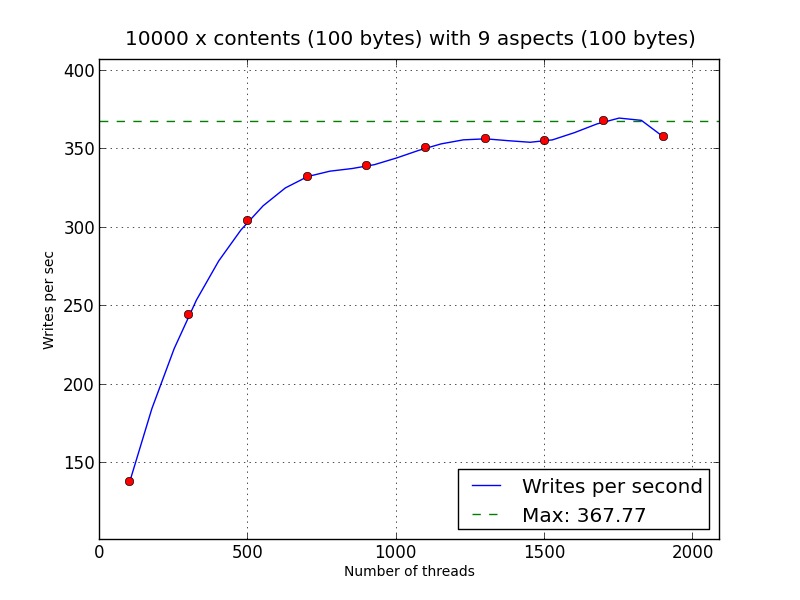 10000 x contents (100 bytes) with 9 aspects (100 bytes)
400
350
300
250
200
150
Writes per sec
Writes per second
Max: 367.77
0 500 1000 1500 2000
Number of threads